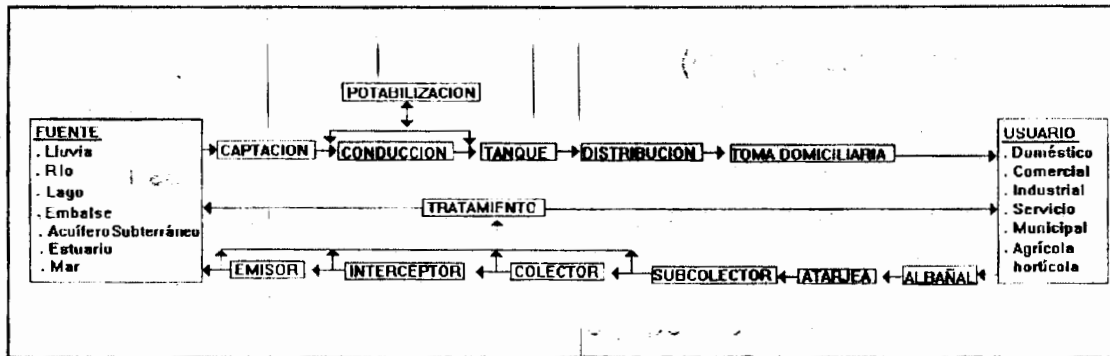 POTABILIZACION
FUENTE
. Lluvia
. Río
. Lago
. Embalse
. Acuífero Subterráneo
. Estuario
. Mar
CAPTACION
CONDUCCION
TANQUE
DISTRIBUCION
TOMA DOMICILIARIA
USUARIO
. Doméstico
. Comercial
. Industrial
. Servicio
. Municipal
. Agrícola
hortícola
TRATAMIENTO
EMISOR
INTERCEPTOR
COLECTOR
SUBCOLECTOR
ATARJEA
ALBAÑAL